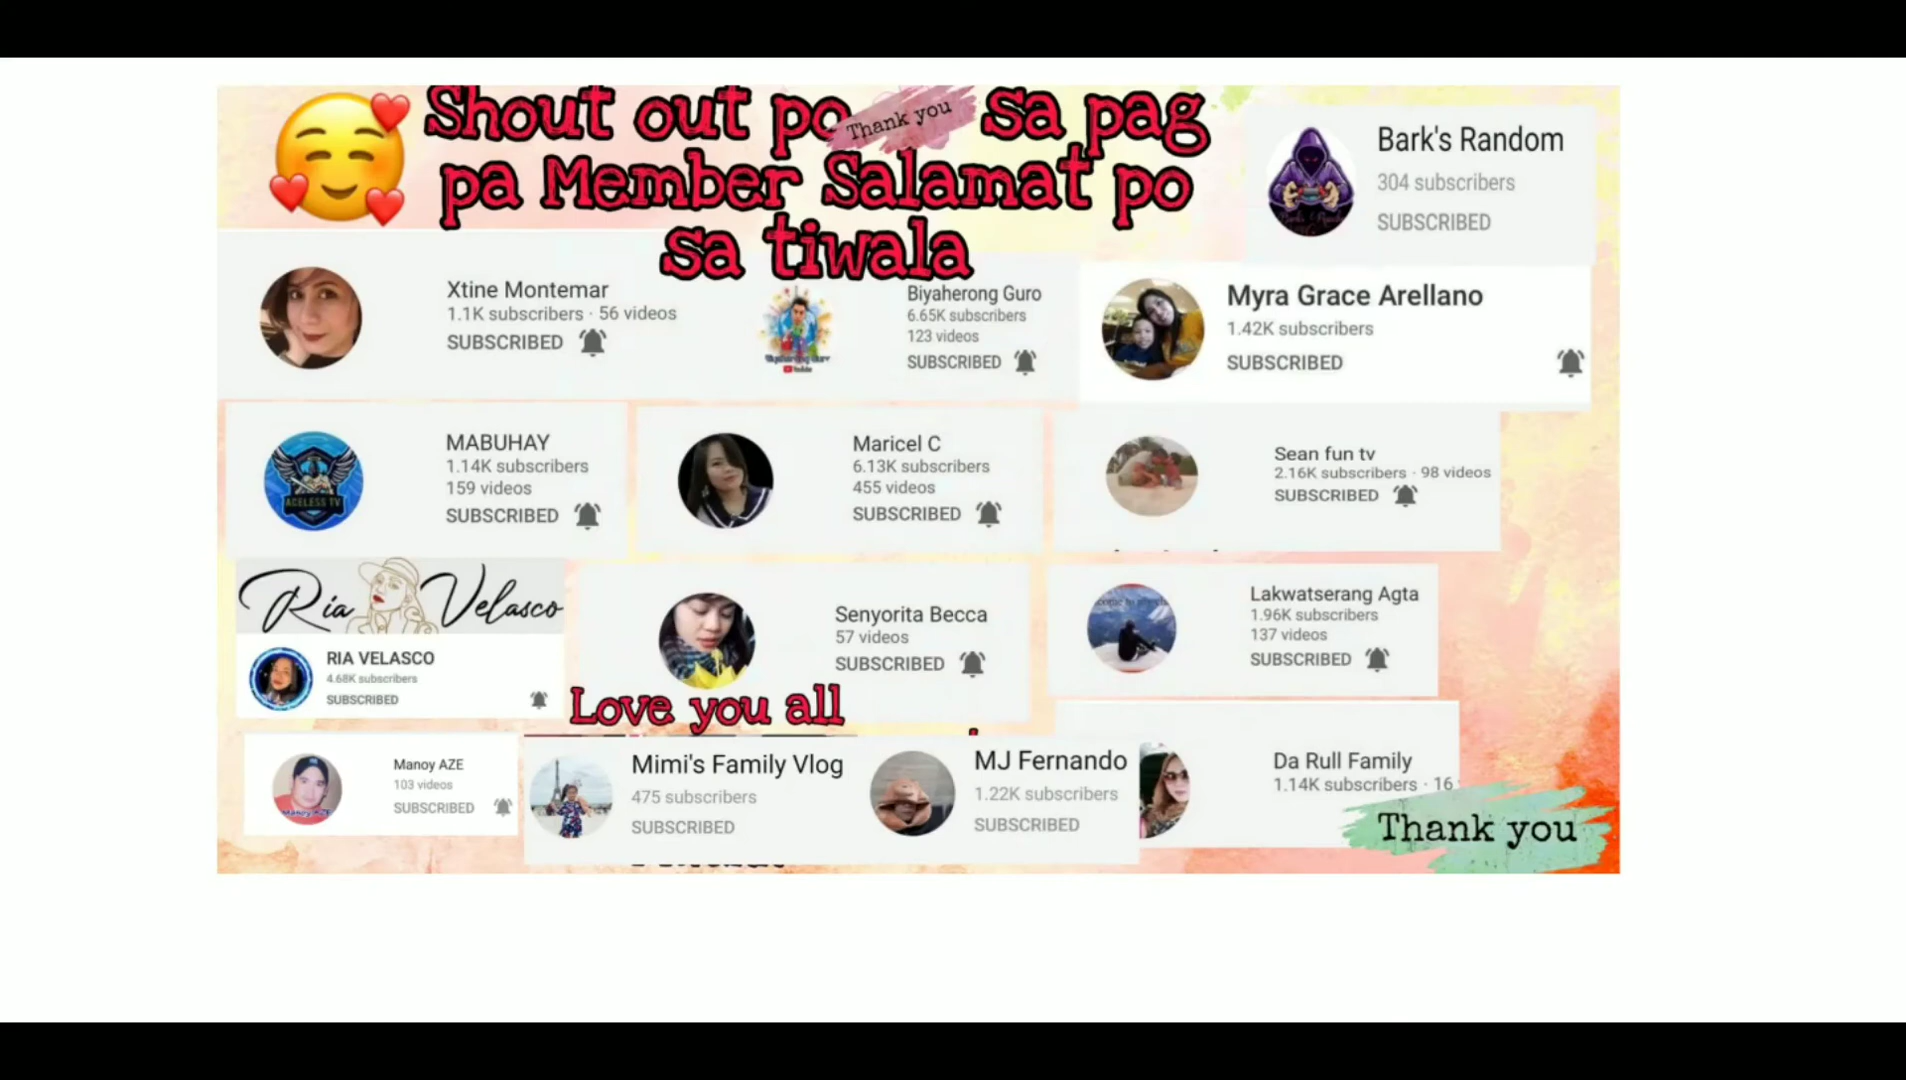 Shout out po Thank you sa pag
pa Member Salamat po
sa tiwala
Bark's Random
304 subscribers
SUBSCRIBED
Xtine Montemar
1.1K subscribers · 56 videos
SUBSCRIBED
Biyaherong Guro
6.65K subscribers
123 videos
SUBSCRIBED
Myra Grace Arellano
1.42K subscribers
SUBSCRIBED
MABUHAY
1.14K subscribers
159 videos
SUBSCRIBED
ACELESS TV
Maricel C
6.13K subscribers
455 videos
SUBSCRIBED
Sean fun tv
2.16K subscribers · 98 videos
SUBSCRIBED
Ria Velasco
RIA VELASCO
4.68K subscribers
SUBSCRIBED
Senyorita Becca
57 videos
SUBSCRIBED
Lakwatserang Agta
1.96K subscribers
137 videos
SUBSCRIBED
Love you all
Manoy AZE
103 videos
SUBSCRIBED
Manoy AZE
Mimi's Family Vlog
475 subscribers
SUBSCRIBED
MJ Fernando
1.22K subscribers
SUBSCRIBED
Da Rull Family
1.14K subscribers · 16
Thank you